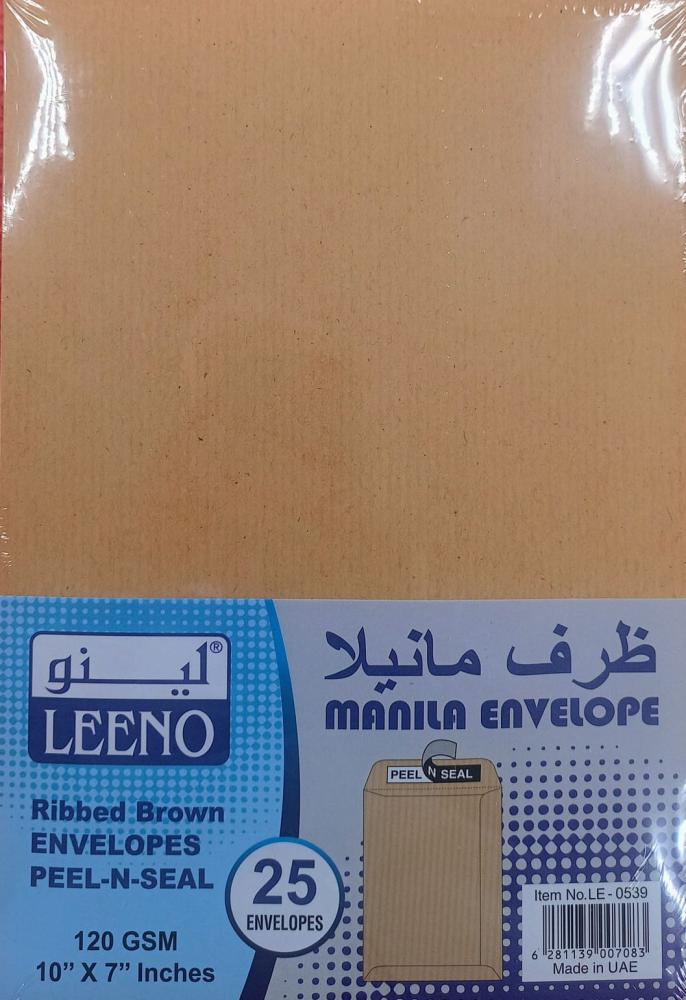 لينو®
LEENO
Ribbed Brown
ENVELOPES
PEEL-N-SEAL
120 GSM
10” X 7” Inches
25
ENVELOPES
ظرف مانيلا
MANILA ENVELOPE
PEEL N SEAL
Item No.LE-0539
6 281139 007083
Made in UAE